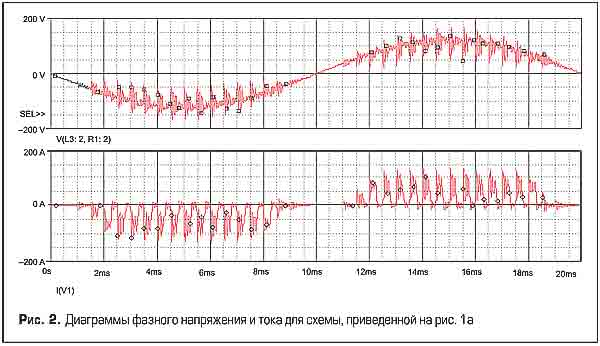 200 V
0 V
SEL>>
–200 V
V(L3: 2, R1: 2)
200 A
0 A
–200 A
0s 2ms 4ms 6ms 8ms 10ms 12ms 14ms 16ms 18ms 20ms
I(V1)
Рис. 2. Диаграммы фазного напряжения и тока для схемы, приведенной на рис. 1а